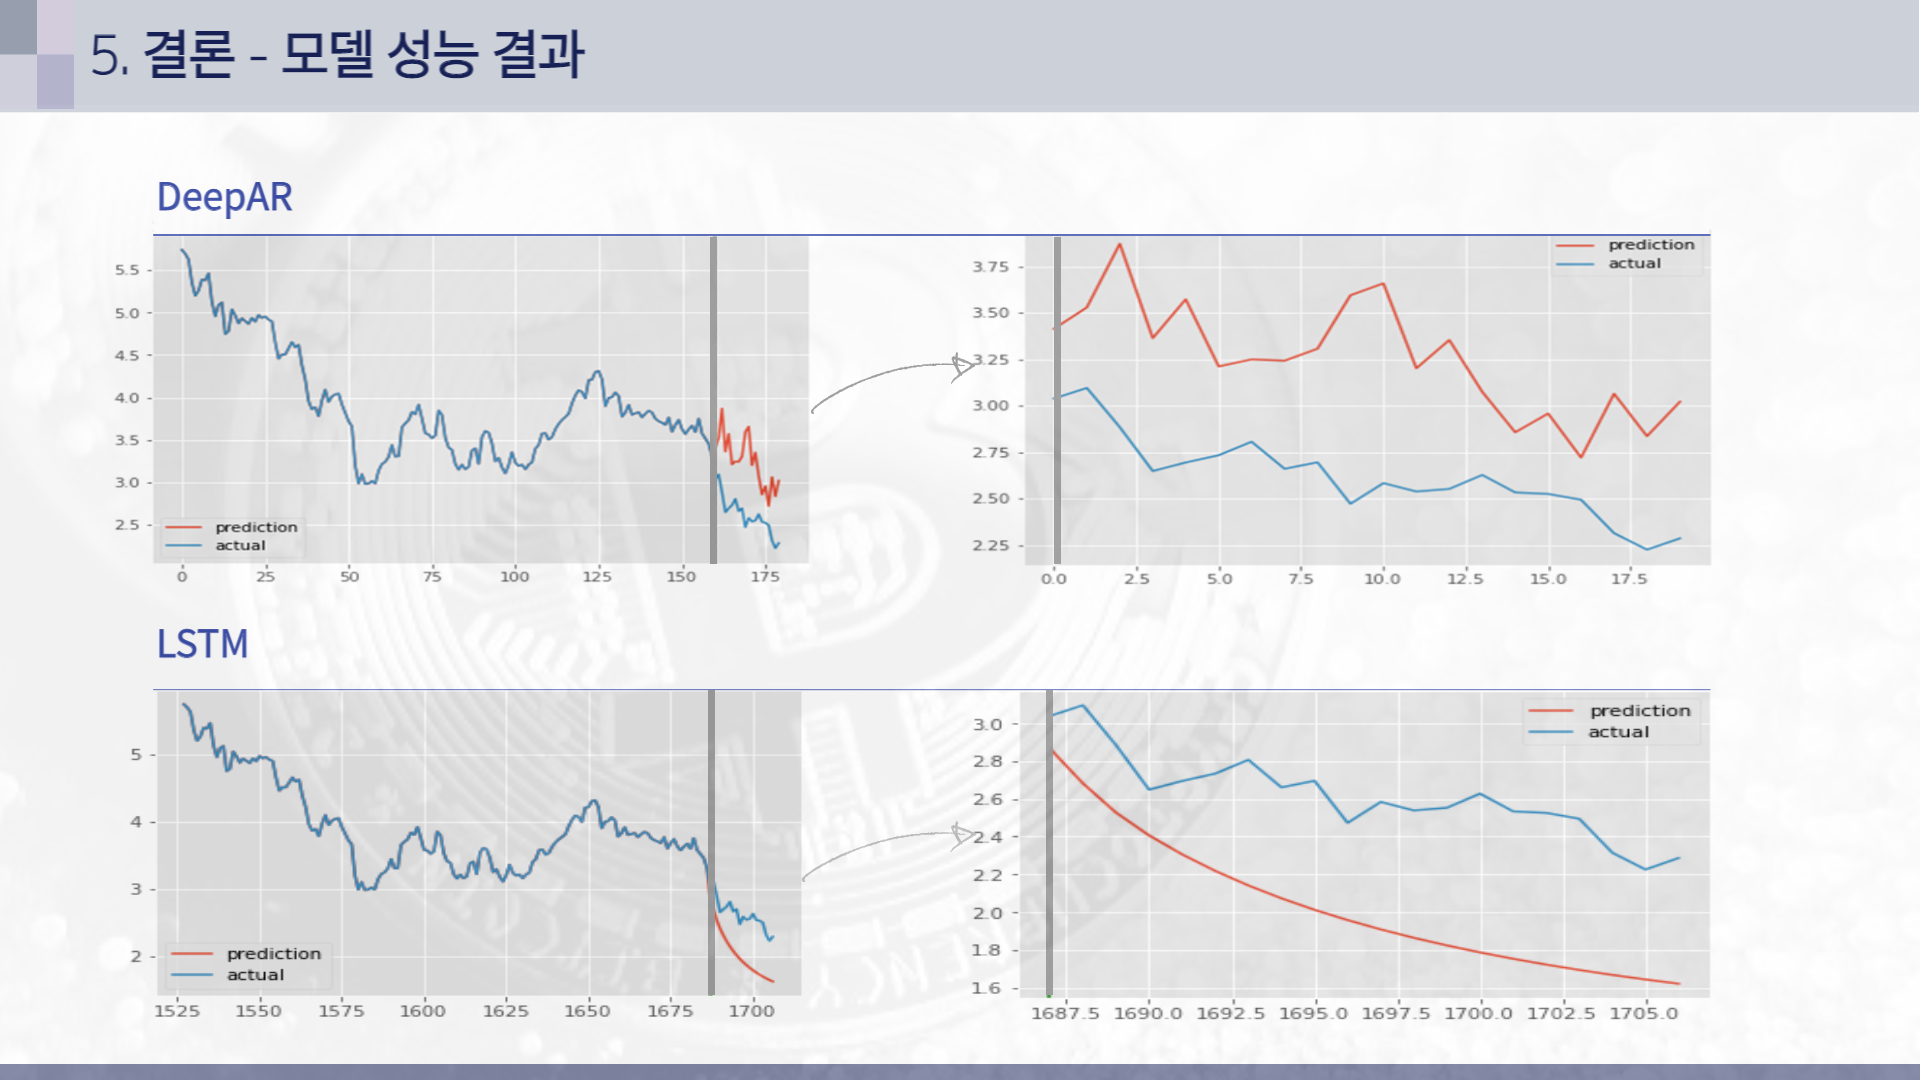 5. 결론 - 모델 성능 결과
DeepAR
5.5
5.0
4.5
4.0
3.5
3.0
2.5
prediction
actual
0 25 50 75 100 125 150 175
prediction
actual
3.75
3.50
3.25
3.00
2.75
2.50
2.25
0.0 2.5 5.0 7.5 10.0 12.5 15.0 17.5
LSTM
5
4
3
2
prediction
actual
1525 1550 1575 1600 1625 1650 1675 1700
prediction
actual
3.0
2.8
2.6
2.4
2.2
2.0
1.8
1.6
1687.5 1690.0 1692.5 1695.0 1697.5 1700.0 1702.5 1705.0